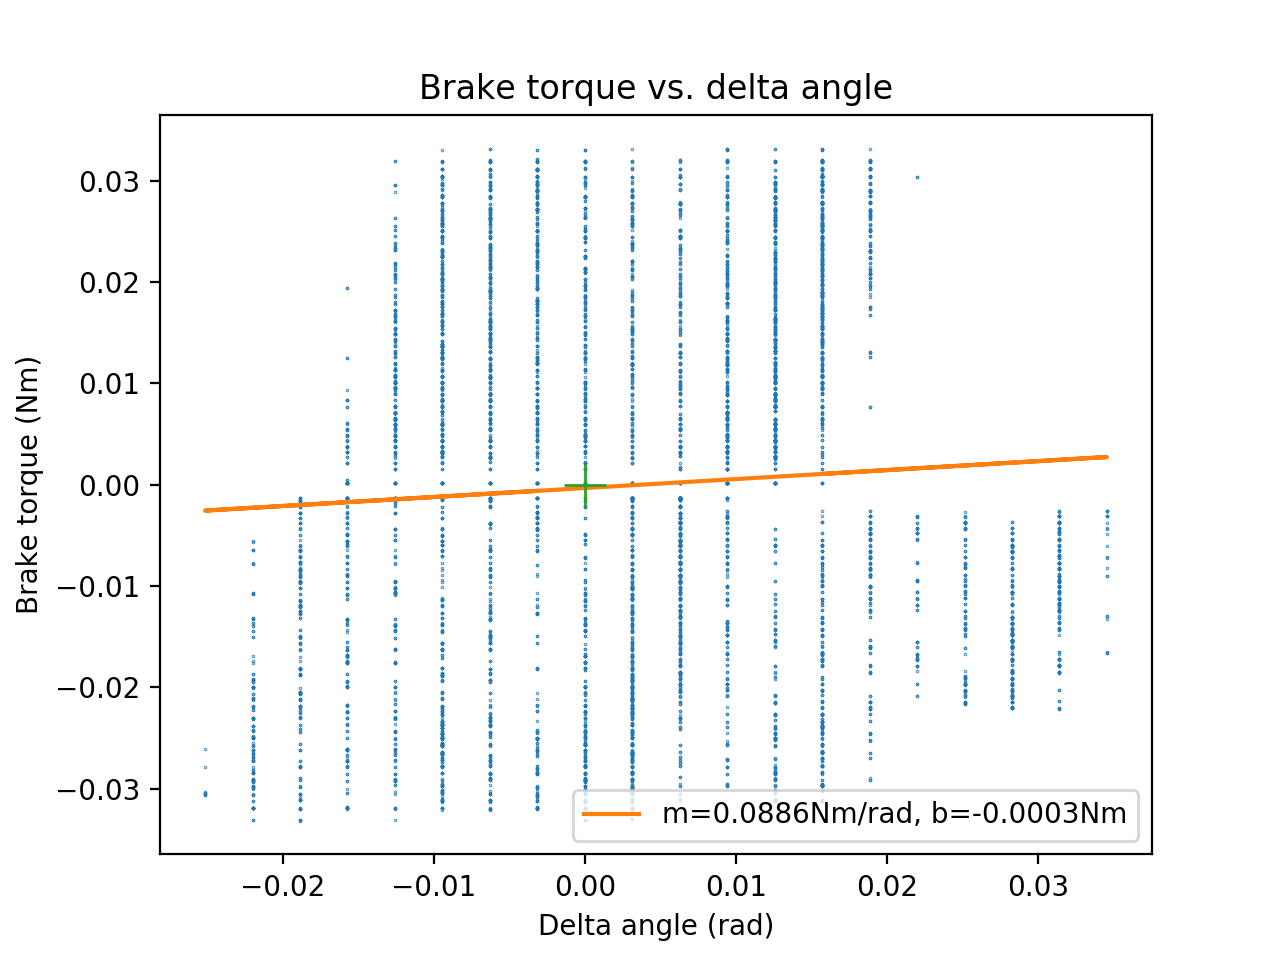 Brake torque vs. delta angle
Brake torque (Nm)
0.03
0.02
0.01
0.00
−0.01
−0.02
−0.03
m=0.0886Nm/rad, b=-0.0003Nm
−0.02 −0.01 0.00 0.01 0.02 0.03
Delta angle (rad)